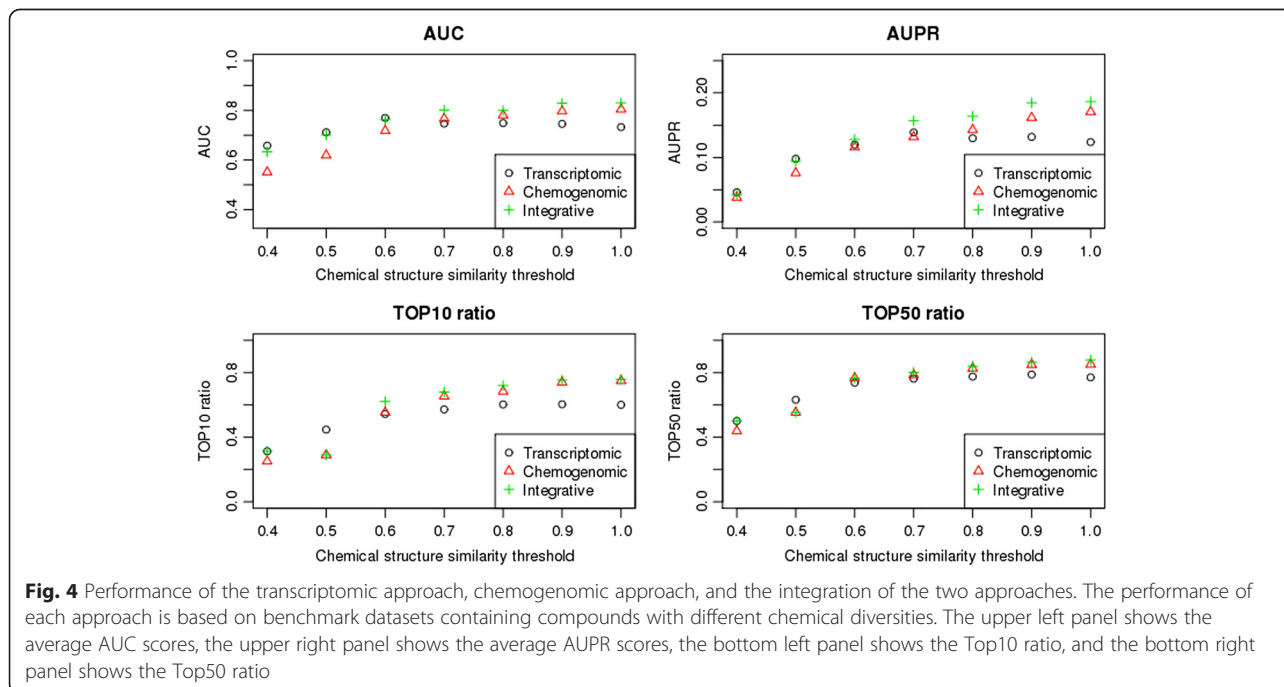 AUC
AUC
1.0
0.8
0.6
0.4
Transcriptomic
Chemogenomic
Integrative
0.4 0.5 0.6 0.7 0.8 0.9 1.0
Chemical structure similarity threshold
AUPR
AUPR
0.20
0.10
0.00
Transcriptomic
Chemogenomic
Integrative
0.4 0.5 0.6 0.7 0.8 0.9 1.0
Chemical structure similarity threshold
TOP10 ratio
TOP10 ratio
0.8
0.4
0.0
Transcriptomic
Chemogenomic
Integrative
0.4 0.5 0.6 0.7 0.8 0.9 1.0
Chemical structure similarity threshold
TOP50 ratio
TOP50 ratio
0.8
0.4
0.0
Transcriptomic
Chemogenomic
Integrative
0.4 0.5 0.6 0.7 0.8 0.9 1.0
Chemical structure similarity threshold
Fig. 4 Performance of the transcriptomic approach, chemogenomic approach, and the integration of the two approaches. The performance of
each approach is based on benchmark datasets containing compounds with different chemical diversities. The upper left panel shows the
average AUC scores, the upper right panel shows the average AUPR scores, the bottom left panel shows the Top10 ratio, and the bottom right
panel shows the Top50 ratio